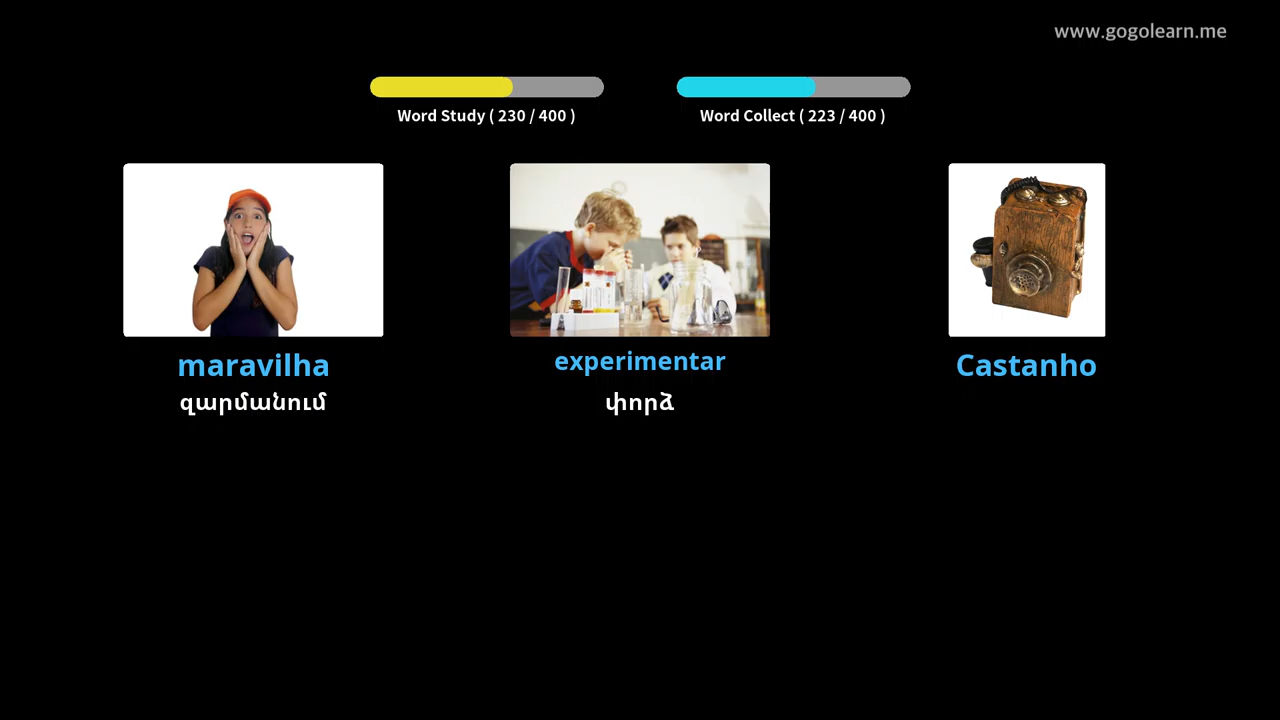 www.gogolearn.me
Word Study ( 230 / 400 )
Word Collect ( 223 / 400 )
maravilha
experimentar
Castanho
զարմանում
փորձ